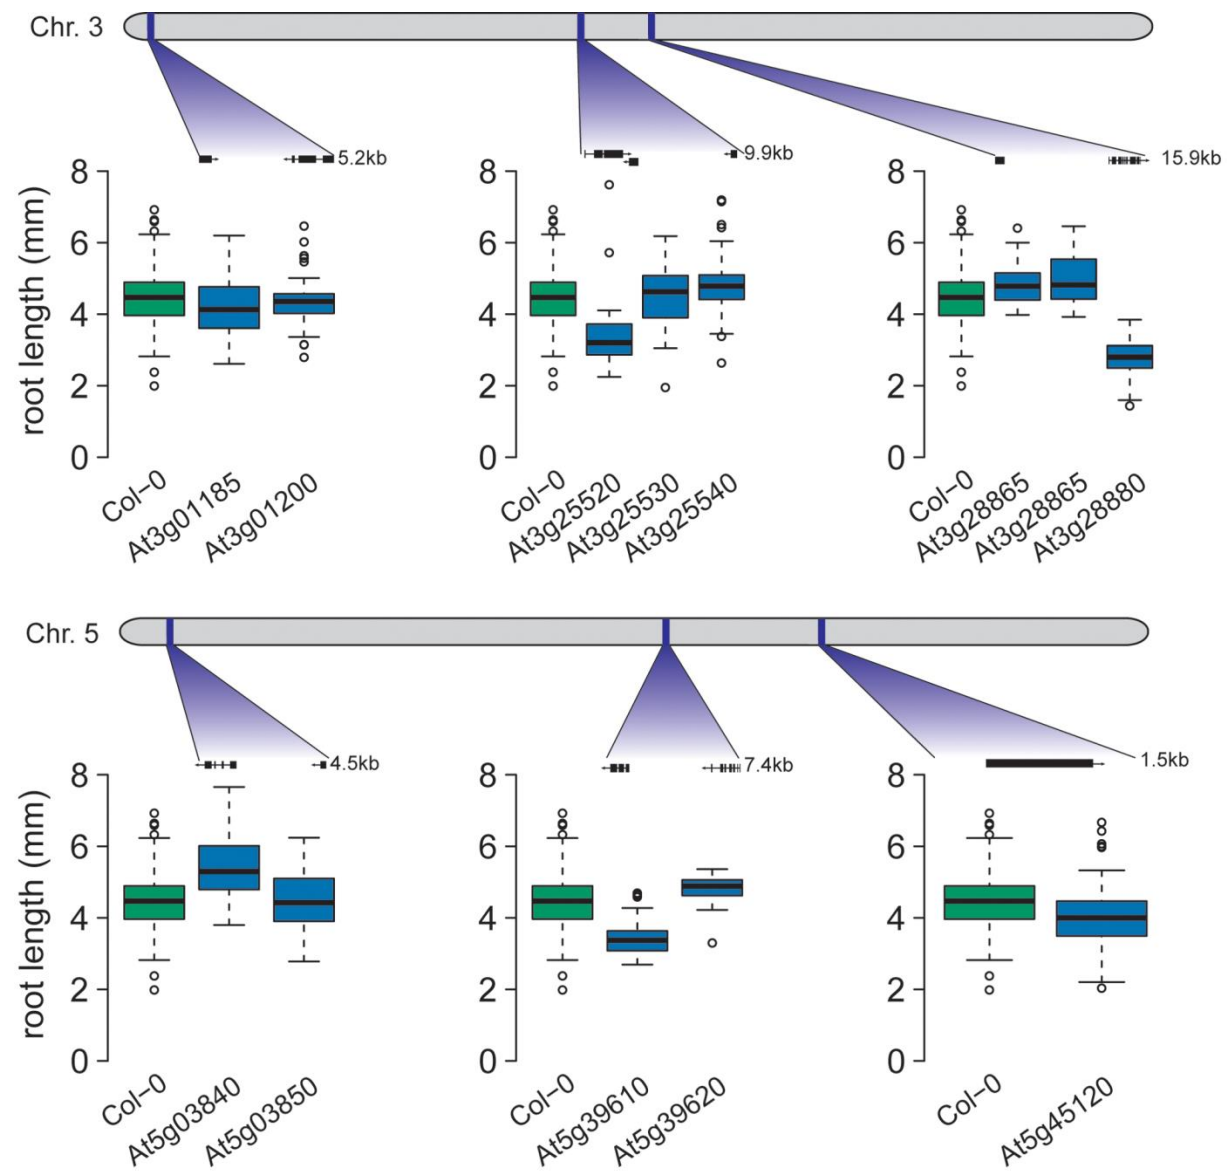 Chr. 3
5.2kb
9.9kb
15.9kb
root length (mm)
8
6
4
2
0
Col−0
At3g01185
At3g01200
8
6
4
2
0
Col−0
At3g25520
At3g25530
At3g25540
8
6
4
2
0
Col−0
At3g28865
At3g28865
At3g28880
Chr. 5
4.5kb
7.4kb
1.5kb
root length (mm)
8
6
4
2
0
Col−0
At5g03840
At5g03850
8
6
4
2
0
Col−0
At5g39610
At5g39620
8
6
4
2
0
Col−0
At5g45120